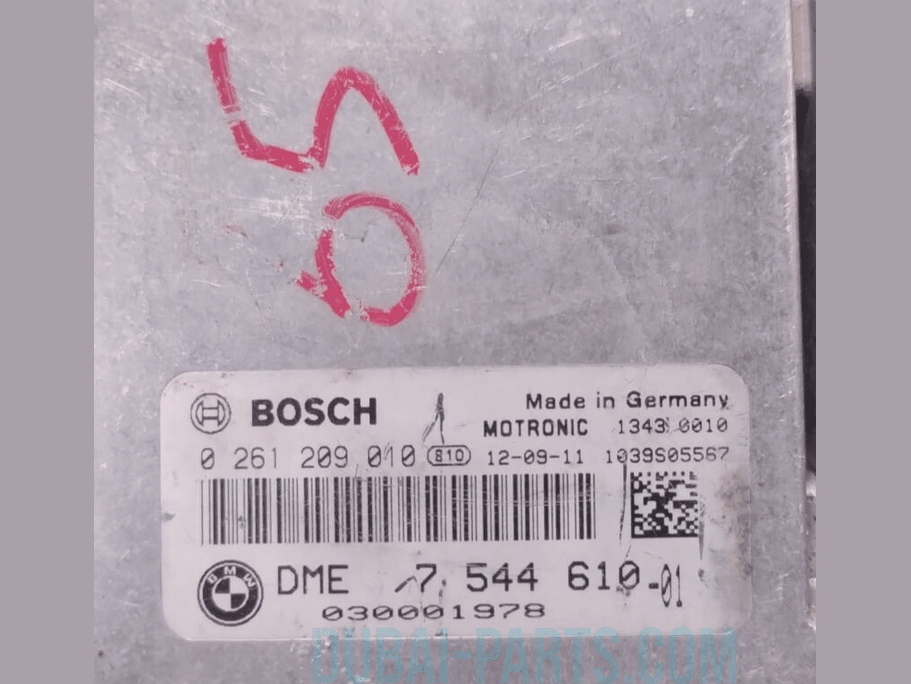 BOSCH
Made in Germany
MOTRONIC 1343 0010
0 261 209 010 810 12-09-11 1039S05567
BMW
DME 7 544 610-01
030001978
DUBAI-PARTS.COM